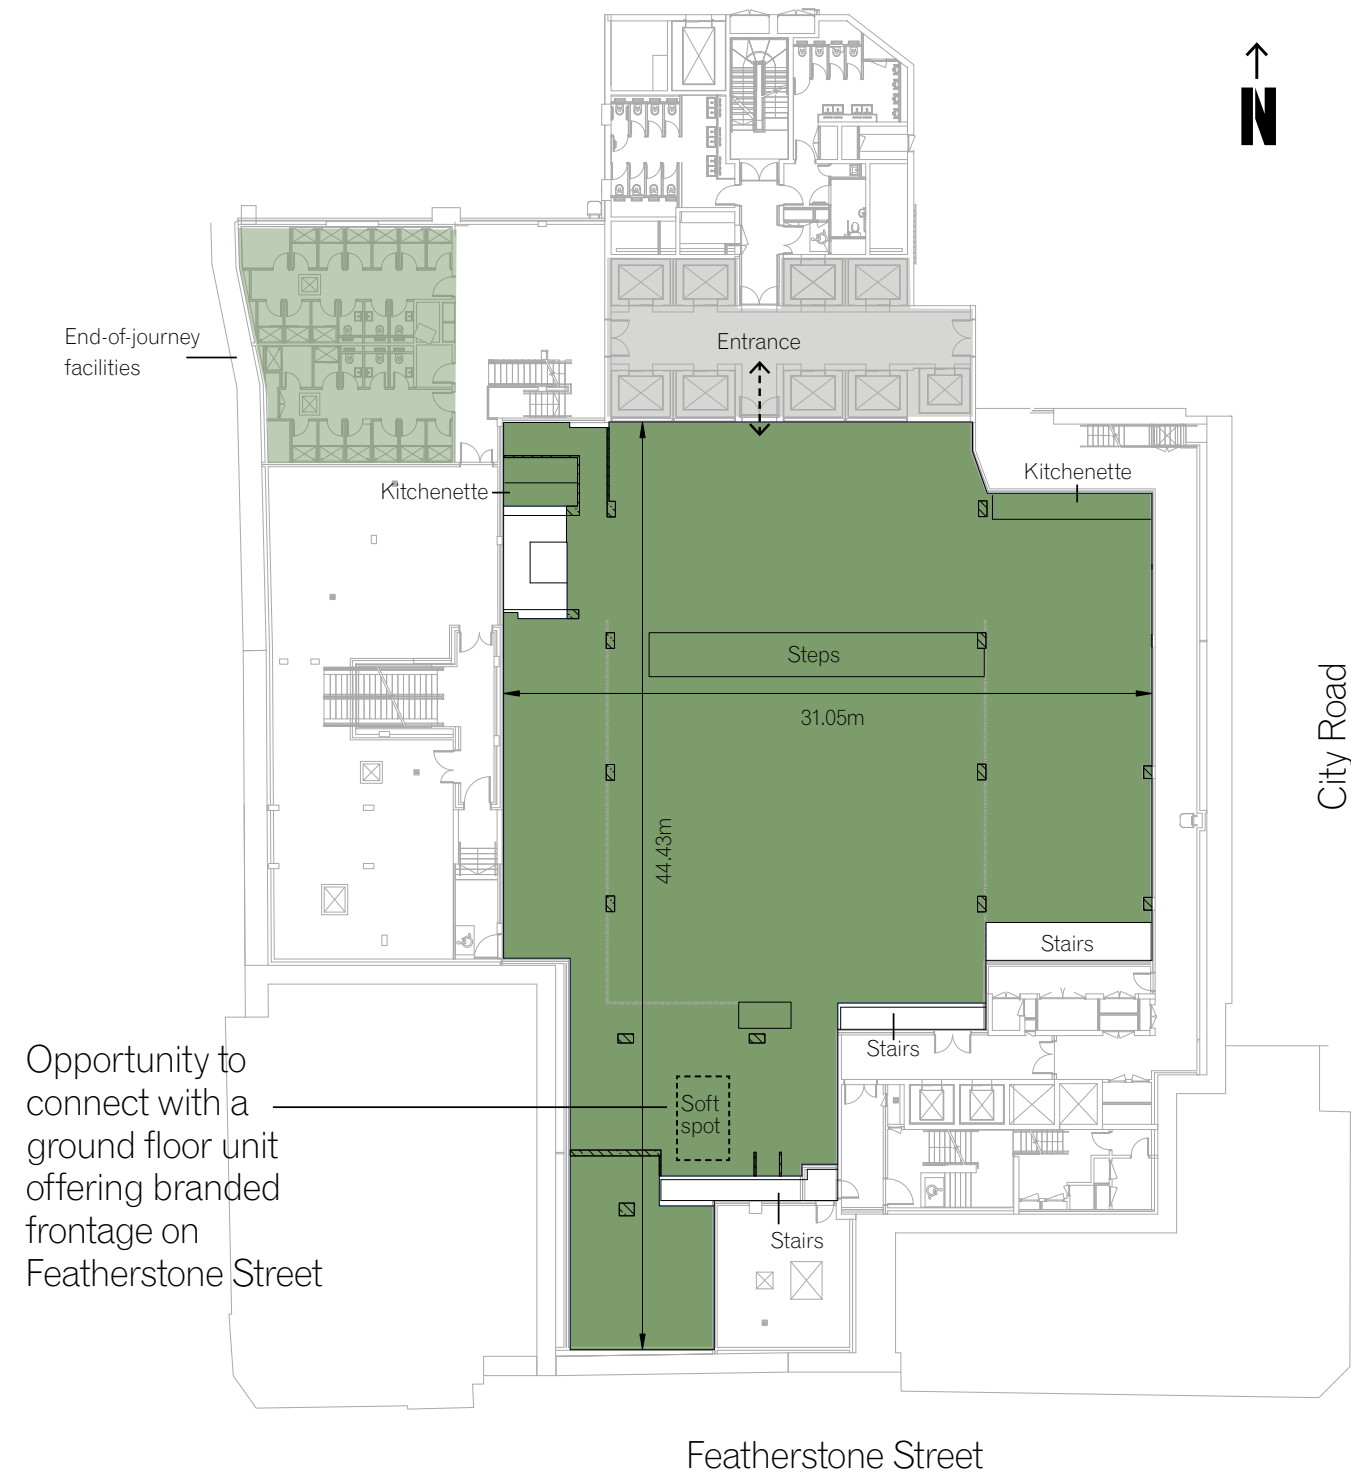 N
Entrance
End-of-journey
facilities
Kitchenette
Kitchenette
Steps
31.05m
City Road
44.43m
Stairs
Stairs
Opportunity to
connect with a
ground floor unit
offering branded
frontage on
Featherstone Street
Soft
spot
Stairs
Featherstone Street